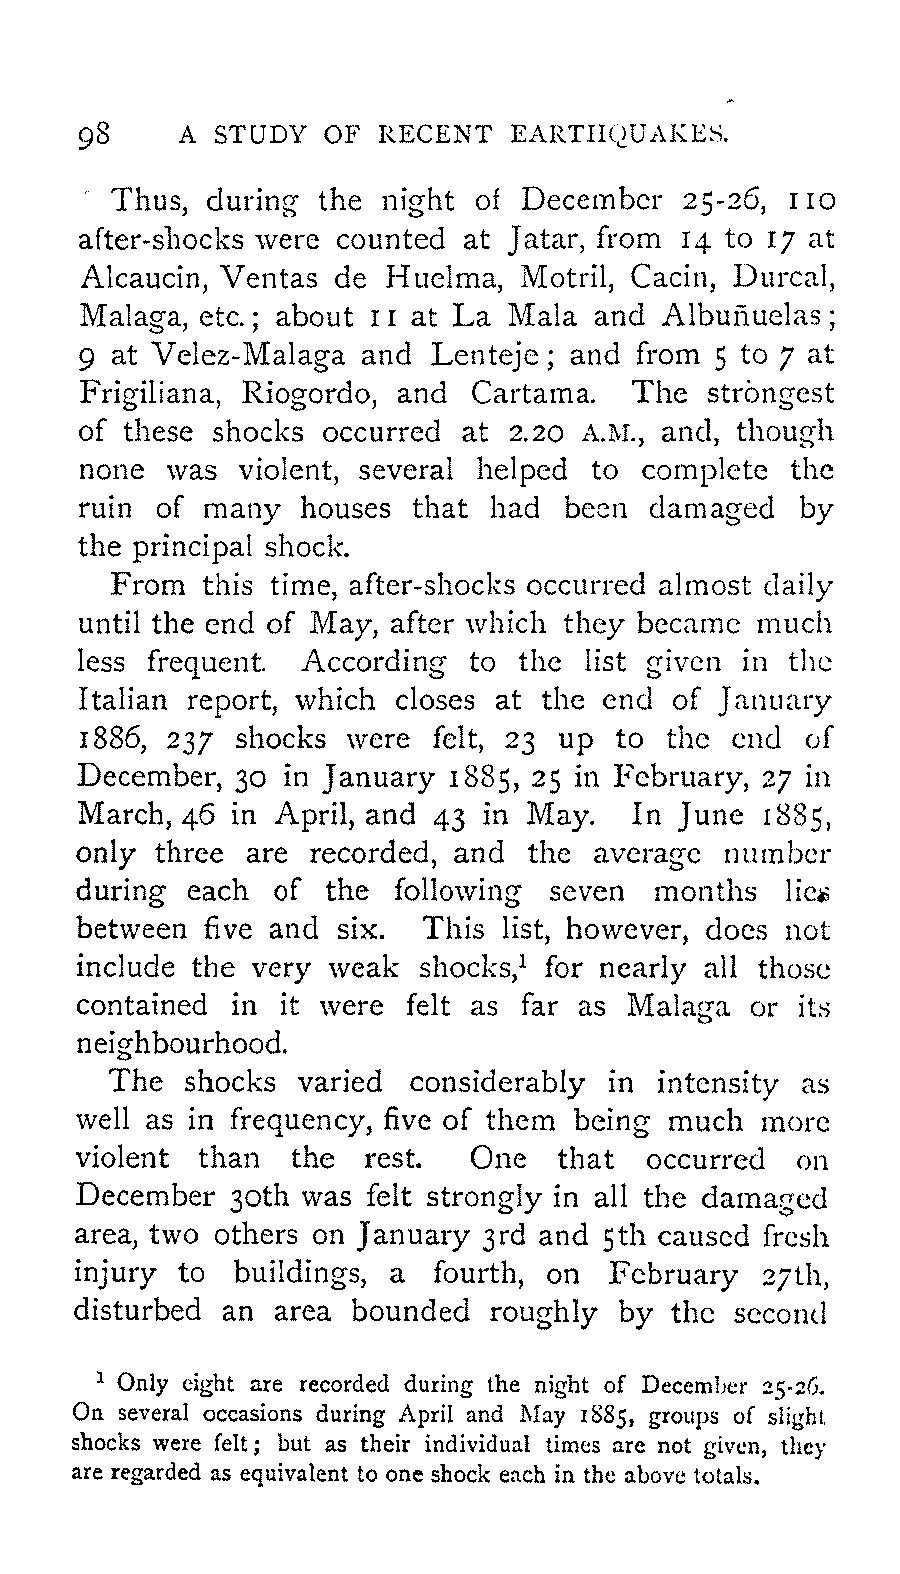 98 A STUDY OF RECENT EARTHQUAKES.
Thus, during the night of December 25-26, 110
after-shocks were counted at Jatar, from 14 to 17 at
Alcaucin, Ventas de Huelma, Motril, Cacin, Durcal,
Malaga, etc.; about 11 at La Mala and Albuñuelas;
9 at Velez-Malaga and Lenteje; and from 5 to 7 at
Frigiliana, Riogordo, and Cartama. The strongest
of these shocks occurred at 2.20 A.M., and, though
none was violent, several helped to complete the
ruin of many houses that had been damaged by
the principal shock.
From this time, after-shocks occurred almost daily
until the end of May, after which they became much
less frequent. According to the list given in the
Italian report, which closes at the end of January
1886, 237 shocks were felt, 23 up to the end of
December, 30 in January 1885, 25 in February, 27 in
March, 46 in April, and 43 in May. In June 1885,
only three are recorded, and the average number
during each of the following seven months lies
between five and six. This list, however, does not
include the very weak shocks,¹ for nearly all those
contained in it were felt as far as Malaga or its
neighbourhood.
The shocks varied considerably in intensity as
well as in frequency, five of them being much more
violent than the rest. One that occurred on
December 30th was felt strongly in all the damaged
area, two others on January 3rd and 5th caused fresh
injury to buildings, a fourth, on February 27th,
disturbed an area bounded roughly by the second
¹ Only eight are recorded during the night of December 25-26.
On several occasions during April and May 1885, groups of slight
shocks were felt; but as their individual times are not given, they
are regarded as equivalent to one shock each in the above totals.